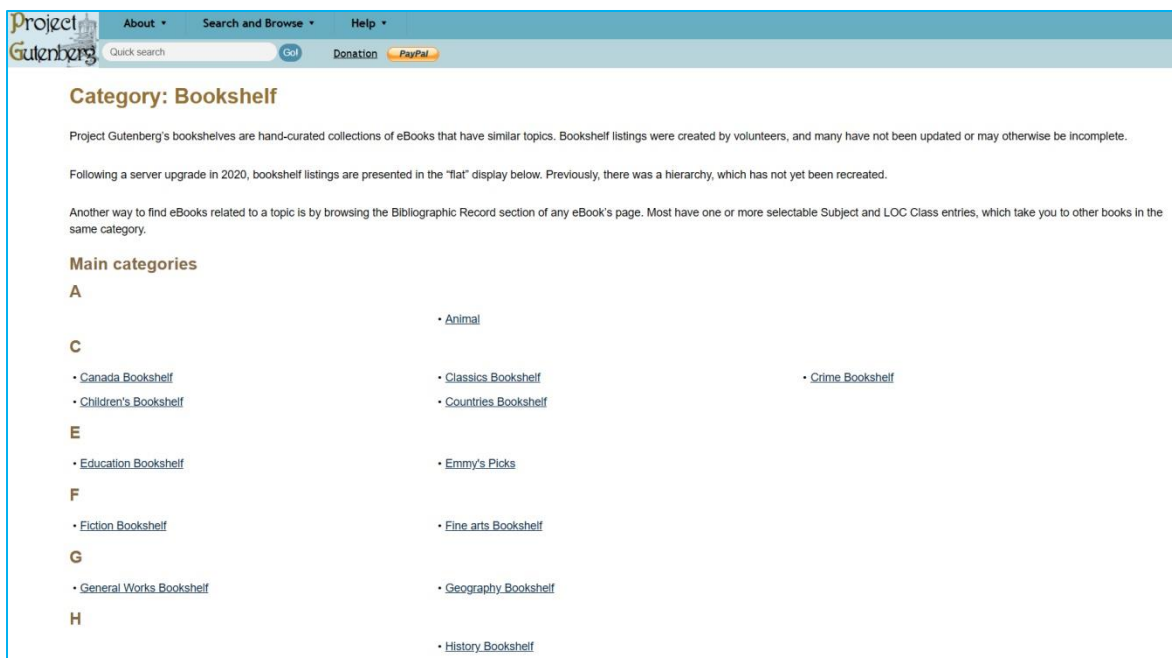 Project Gutenberg
About ▾ Search and Browse ▾ Help ▾
Quick search Go! Donation PayPal
Category: Bookshelf
Project Gutenberg's bookshelves are hand-curated collections of eBooks that have similar topics. Bookshelf listings were created by volunteers, and many have not been updated or may otherwise be incomplete.
Following a server upgrade in 2020, bookshelf listings are presented in the "flat" display below. Previously, there was a hierarchy, which has not yet been recreated.
Another way to find eBooks related to a topic is by browsing the Bibliographic Record section of any eBook's page. Most have one or more selectable Subject and LOC Class entries, which take you to other books in the
same category.
Main categories
A
• Animal
C
• Canada Bookshelf • Classics Bookshelf • Crime Bookshelf
• Children's Bookshelf • Countries Bookshelf
E
• Education Bookshelf • Emmy's Picks
F
• Fiction Bookshelf • Fine arts Bookshelf
G
• General Works Bookshelf • Geography Bookshelf
H
• History Bookshelf